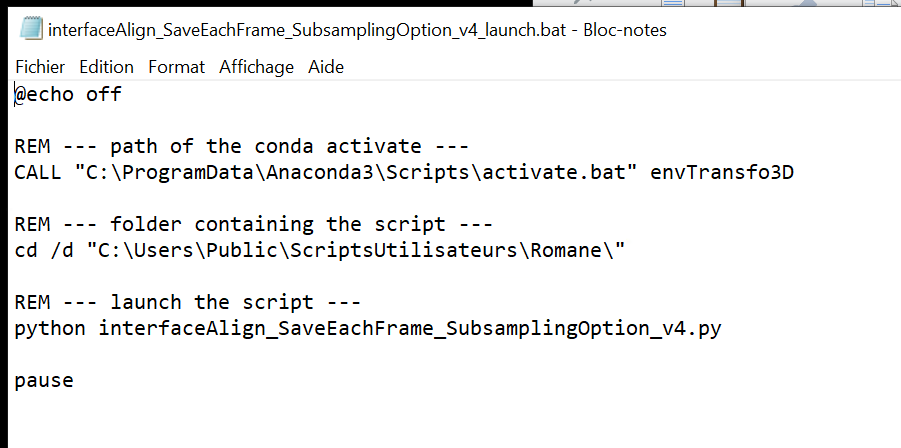 interfaceAlign_SaveEachFrame_SubsamplingOption_v4_launch.bat - Bloc-notes
Fichier Edition Format Affichage Aide
@echo off
REM --- path of the conda activate ---
CALL "C:\ProgramData\Anaconda3\Scripts\activate.bat" envTransfo3D
REM --- folder containing the script ---
cd /d "C:\Users\Public\ScriptsUtilisateurs\Romane\"
REM --- launch the script ---
python interfaceAlign_SaveEachFrame_SubsamplingOption_v4.py
pause